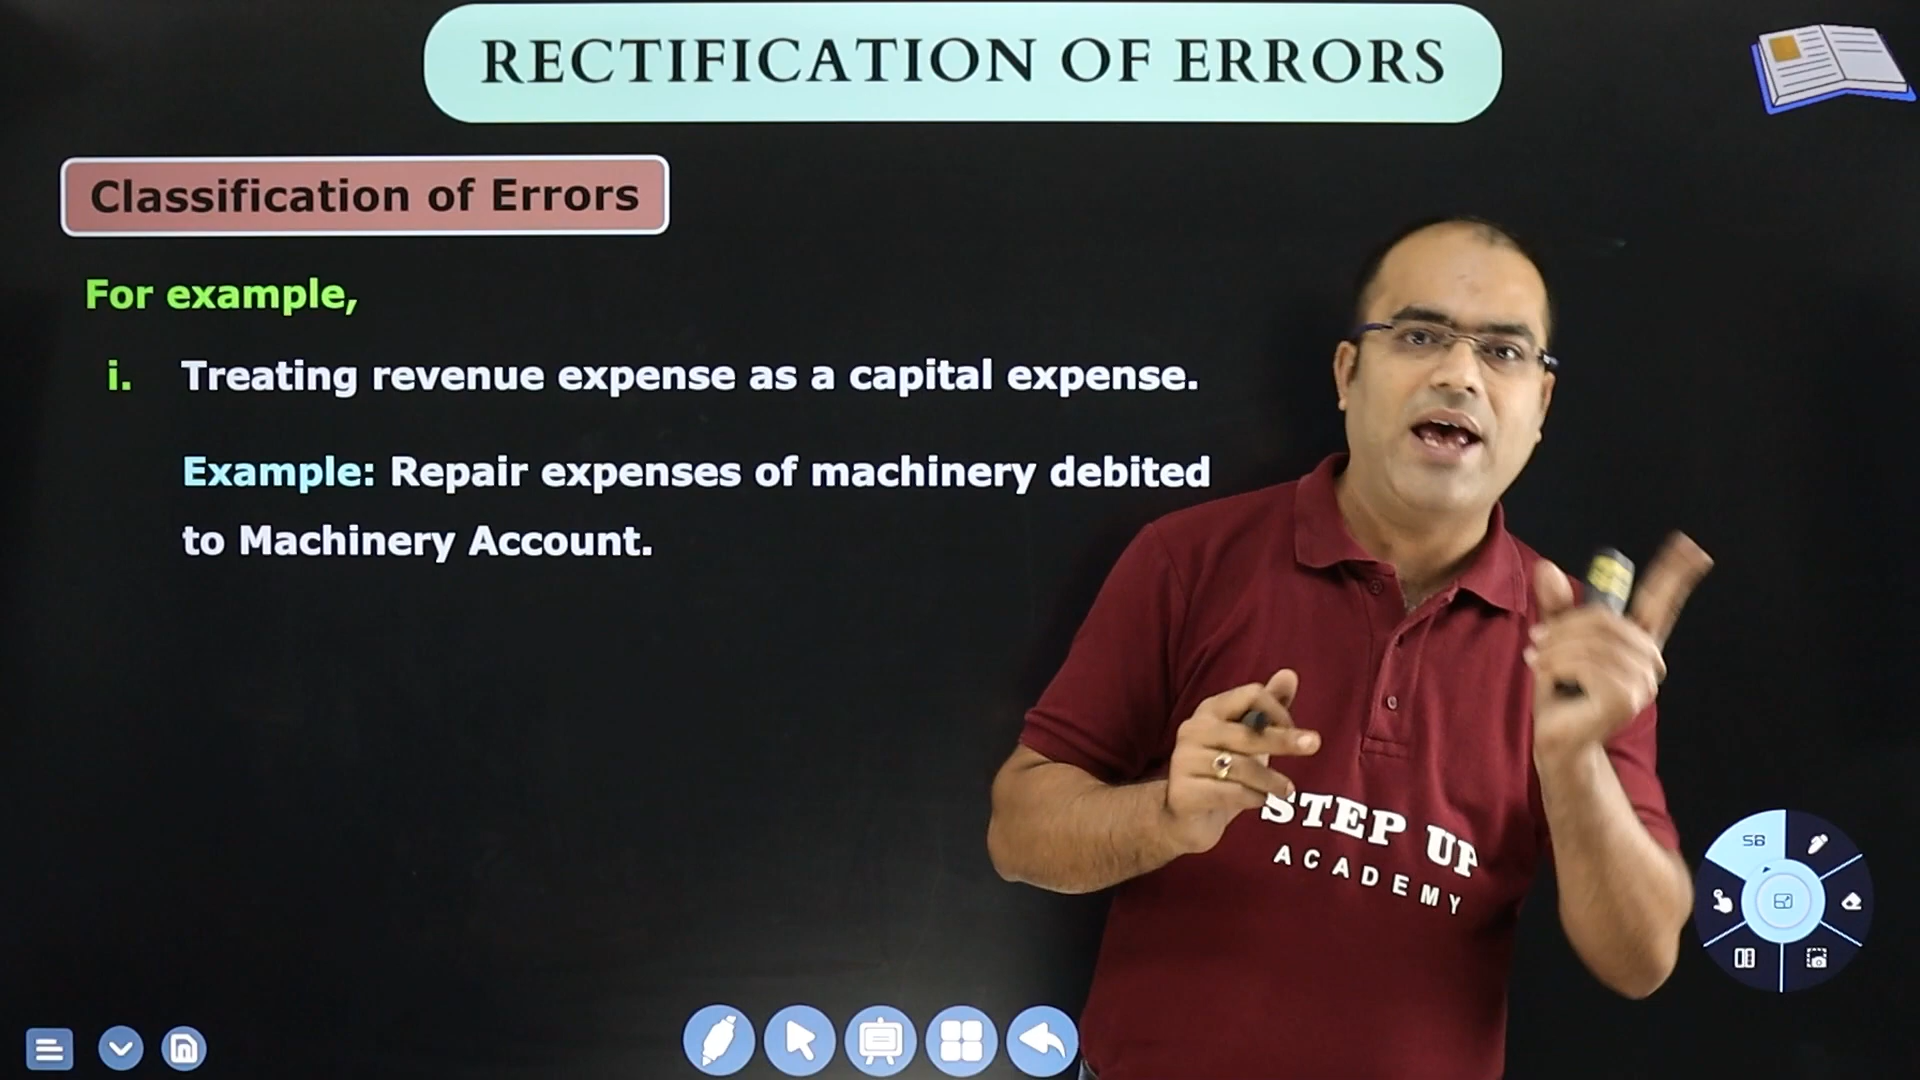 RECTIFICATION OF ERRORS
Classification of Errors
For example,
i. Treating revenue expense as a capital expense.
Example: Repair expenses of machinery debited
to Machinery Account.
STEP UP
ACADEMY
SB